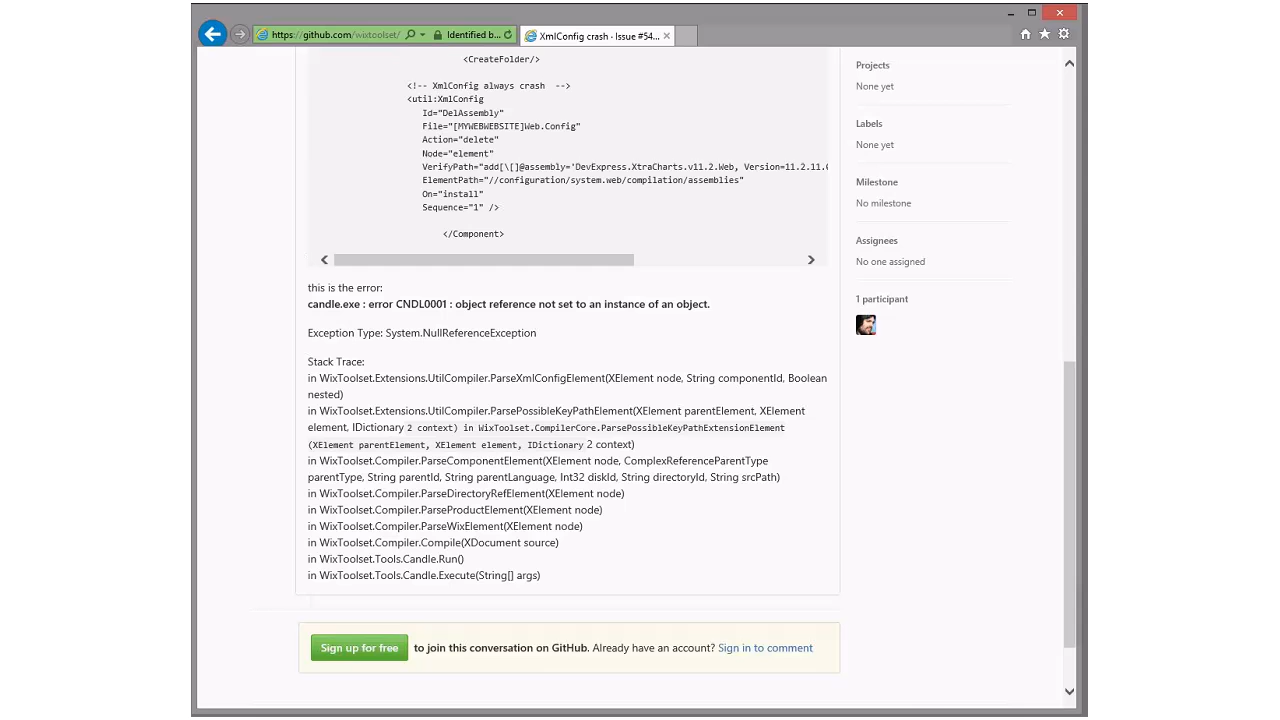 https://github.com/wixtoolset/
Identified b...
XmlConfig crash - Issue #54...
<CreateFolder/>
<!-- XmlConfig always crash -->
<util:XmlConfig
Id="DelAssembly"
File="[MYWEBWEBSITE]Web.Config"
Action="delete"
Node="element"
VerifyPath="add[\[]@assembly='DevExpress.XtraCharts.v11.2.Web, Version=11.2.11.0
ElementPath="//configuration/system.web/compilation/assemblies"
On="install"
Sequence="1" />
</Component>
this is the error:
candle.exe : error CNDL0001 : object reference not set to an instance of an object.
Exception Type: System.NullReferenceException
Stack Trace:
in WixToolset.Extensions.UtilCompiler.ParseXmlConfigElement(XElement node, String componentId, Boolean
nested)
in WixToolset.Extensions.UtilCompiler.ParsePossibleKeyPathElement(XElement parentElement, XElement
element, IDictionary 2 context) in WixToolset.CompilerCore.ParsePossibleKeyPathExtensionElement
(XElement parentElement, XElement element, IDictionary 2 context)
in WixToolset.Compiler.ParseComponentElement(XElement node, ComplexReferenceParentType
parentType, String parentId, String parentLanguage, Int32 diskId, String directoryId, String srcPath)
in WixToolset.Compiler.ParseDirectoryRefElement(XElement node)
in WixToolset.Compiler.ParseProductElement(XElement node)
in WixToolset.Compiler.ParseWixElement(XElement node)
in WixToolset.Compiler.Compile(XDocument source)
in WixToolset.Tools.Candle.Run()
in WixToolset.Tools.Candle.Execute(String[] args)
Sign up for free to join this conversation on GitHub. Already have an account? Sign in to comment
Projects
None yet
Labels
None yet
Milestone
No milestone
Assignees
No one assigned
1 participant